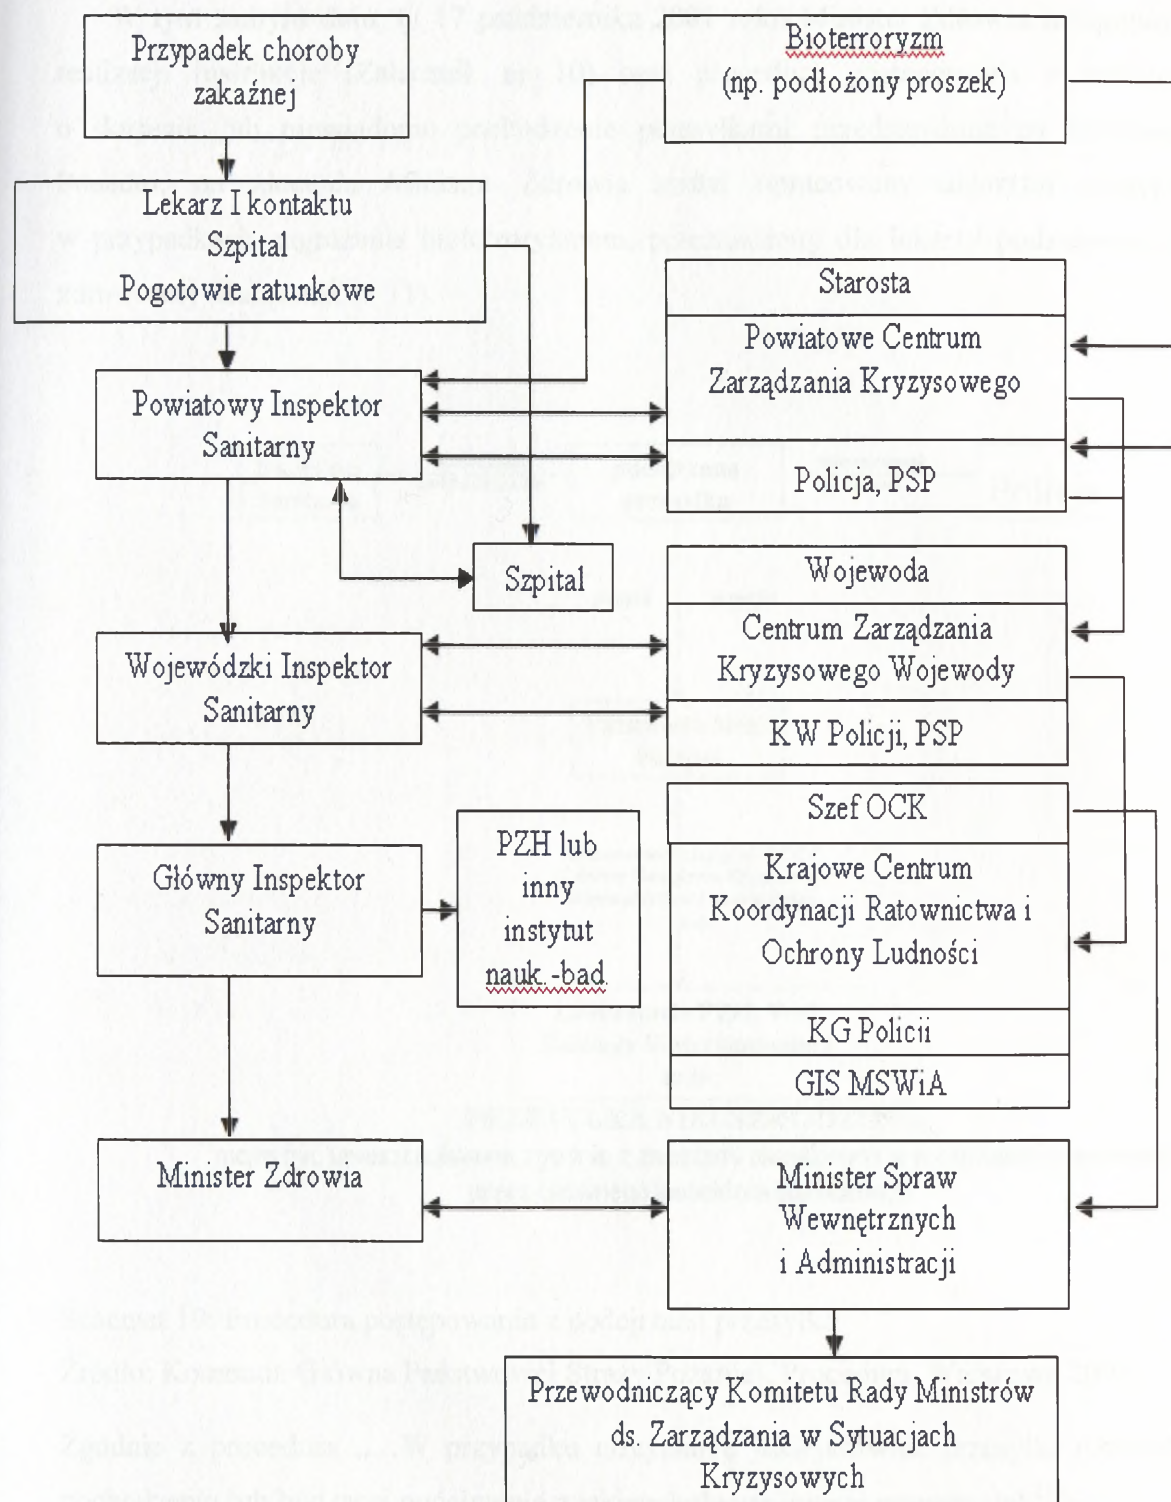 Przypadek choroby
zakaźnej
Bioterroryzm
(np. podłożony proszek)
Lekarz I kontaktu
Szpital
Pogotowie ratunkowe
Starosta
Powiatowe Centrum
Zarządzania Kryzysowego
Policja, PSP
Powiatowy Inspektor
Sanitarny
Szpital
Wojewoda
Centrum Zarządzania
Kryzysowego Wojewody
KW Policji, PSP
Wojewódzki Inspektor
Sanitarny
Szef OCK
Krajowe Centrum
Koordynacji Ratownictwa i
Ochrony Ludności
KG Policii
GIS MSWiA
Główny Inspektor
Sanitarny
PZH lub
inny
instytut
nauk.-bad.
Minister Zdrowia
Minister Spraw
Wewnętrznych
i Administracji
Przewodniczący Komitetu Rady Ministrów
ds. Zarządzania w Sytuacjach
Kryzysowych